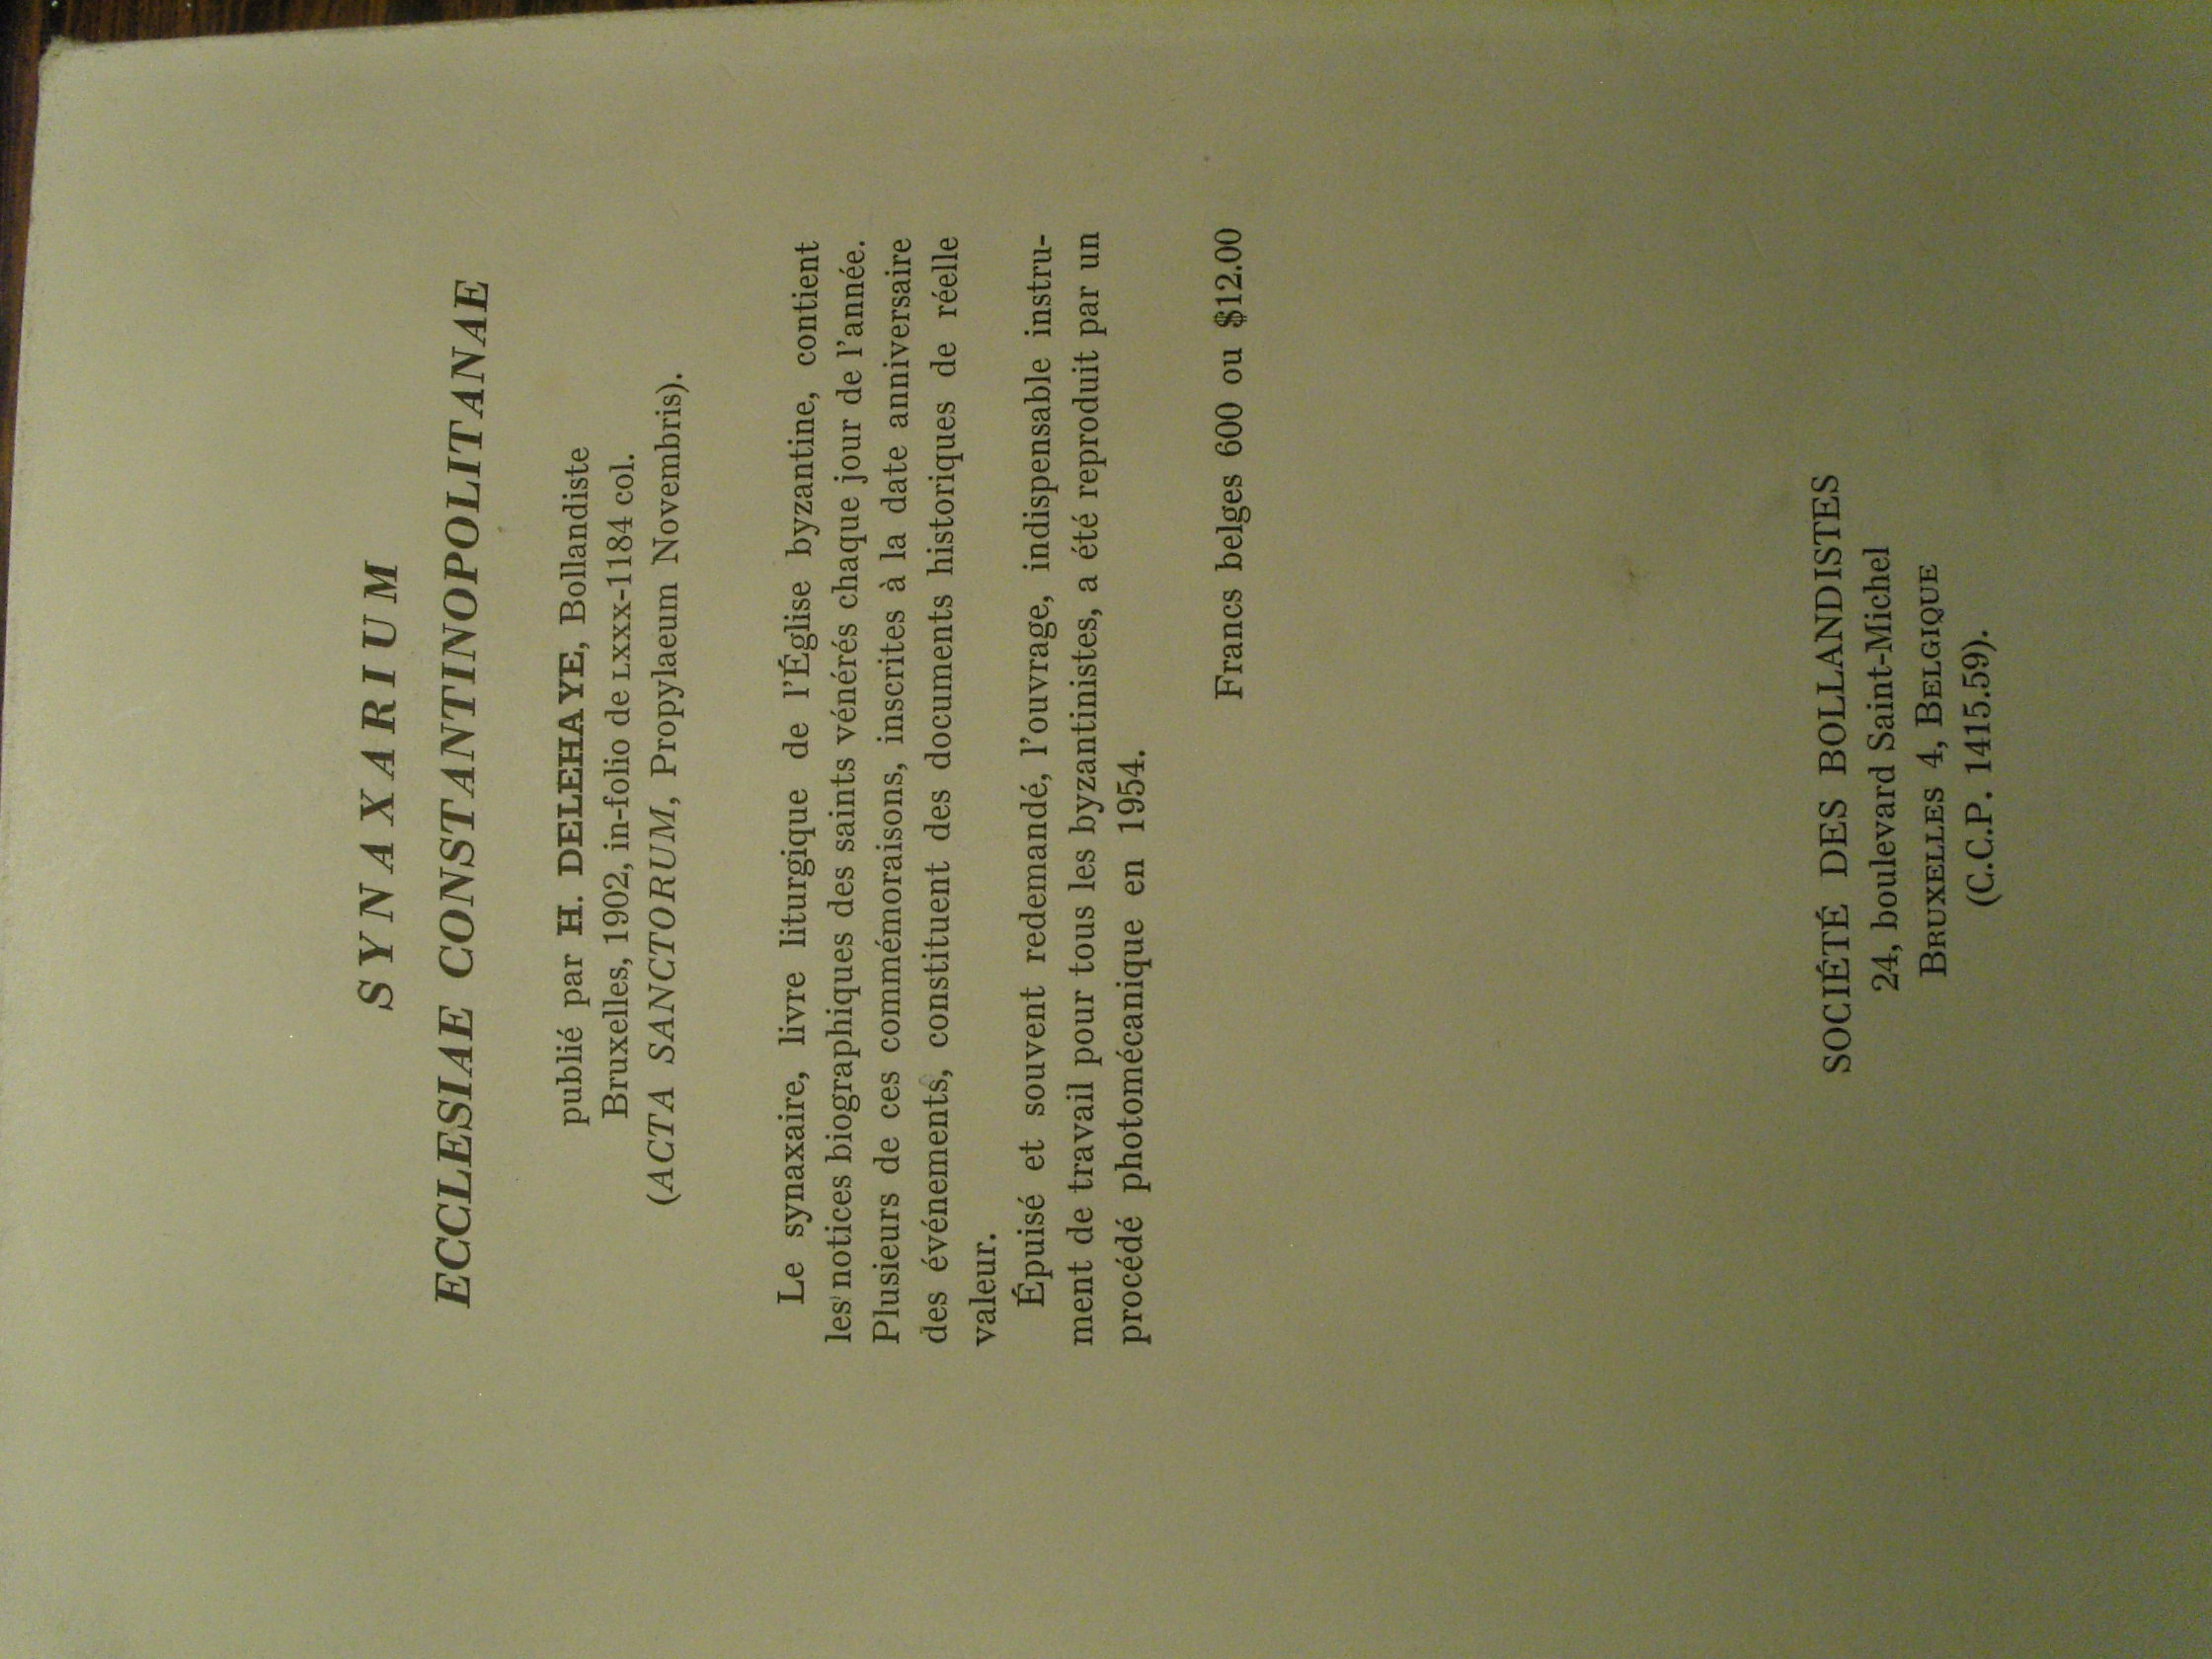 SYNAXARIUM
ECCLESIAE CONSTANTINOPOLITANAE
publié par H. DELEHAYE, Bollandiste
Bruxelles, 1902, in-folio de LXXX-1184 col.
(ACTA SANCTORUM, Propylaeum Novembris).
Le synaxaire, livre liturgique de l'Église byzantine, contient
les notices biographiques des saints vénérés chaque jour de l'année.
Plusieurs de ces commémoraisons, inscrites à la date anniversaire
des événements, constituent des documents historiques de réelle
valeur.
Épuisé et souvent redemandé, l'ouvrage, indispensable instru-
ment de travail pour tous les byzantinistes, a été reproduit par un
procédé photomécanique en 1954.
Francs belges 600 ou $12.00
SOCIÉTÉ DES BOLLANDISTES
24, boulevard Saint-Michel
BRUXELLES 4, BELGIQUE
(C.C.P. 1415.59).